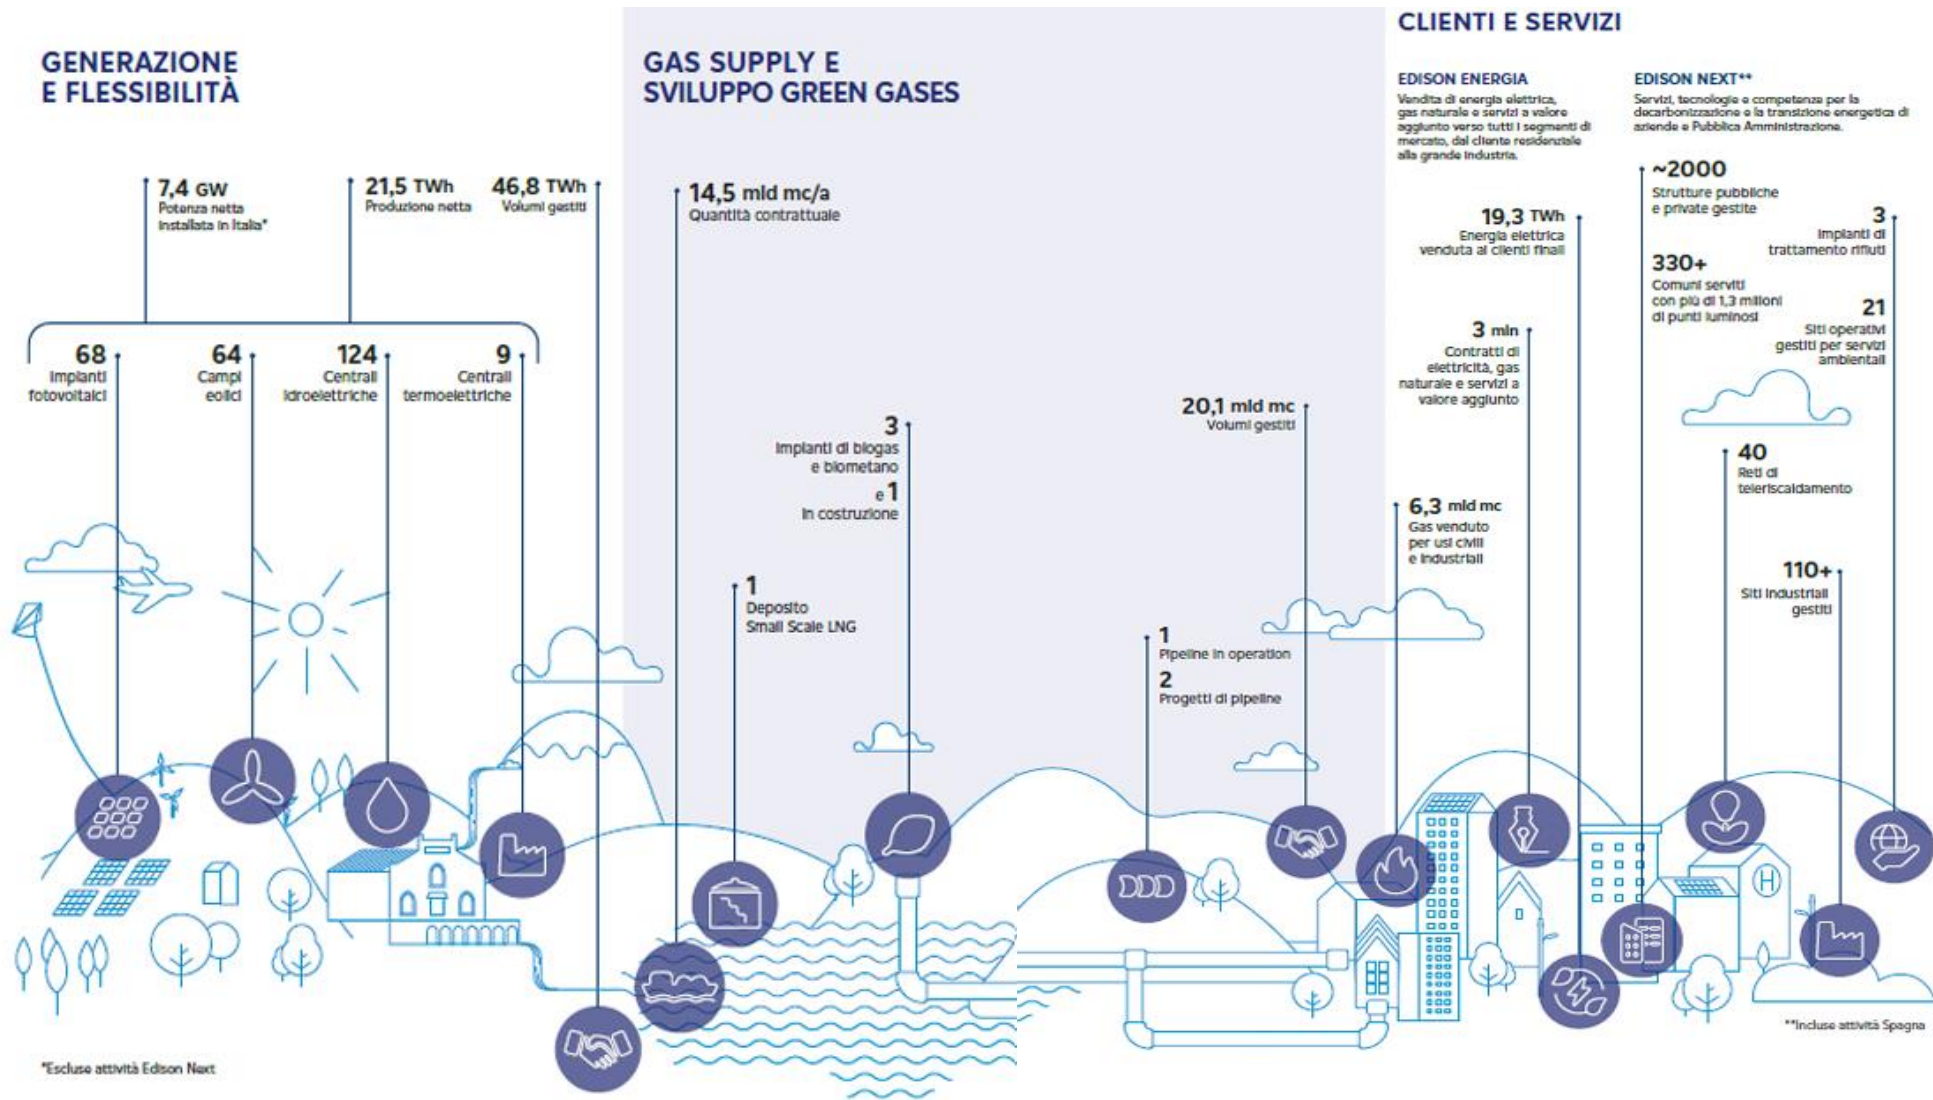 GENERAZIONE
E FLESSIBILITÀ
7,4 GW
Potenza netta
installata in Italia*
21,5 TWh
Produzione netta
46,8 TWh
Volumi gestiti
68
Impianti
fotovoltaici
64
Campi
eolici
124
Centrali
idroelettriche
9
Centrali
termoelettriche
*Escluse attività Edison Next
GAS SUPPLY E
SVILUPPO GREEN GASES
14,5 mld mc/a
Quantità contrattuale
3
Impianti di biogas
e biometano
e 1
in costruzione
1
Deposito
Small Scale LNG
20,1 mld mc
Volumi gestiti
1
Pipeline in operation
2
Progetti di pipeline
CLIENTI E SERVIZI
EDISON ENERGIA
Vendita di energia elettrica,
gas naturale e servizi a valore
aggiunto verso tutti i segmenti di
mercato, dal cliente residenziale
alla grande industria.
19,3 TWh
Energia elettrica
venduta ai clienti finali
3 mln
Contratti di
elettricità, gas
naturale e servizi a
valore aggiunto
6,3 mld mc
Gas venduto
per usi civili
e industriali
EDISON NEXT**
Servizi, tecnologie e competenze per la
decarbonizzazione e la transizione energetica di
aziende e Pubblica Amministrazione.
~2000
Strutture pubbliche
e private gestite
330+
Comuni serviti
con più di 1,3 milioni
di punti luminosi
3
Impianti di
trattamento rifiuti
21
Siti operativi
gestiti per servizi
ambientali
40
Reti di
teleriscaldamento
110+
Siti industriali
gestiti
H
**Incluse attività Spagna